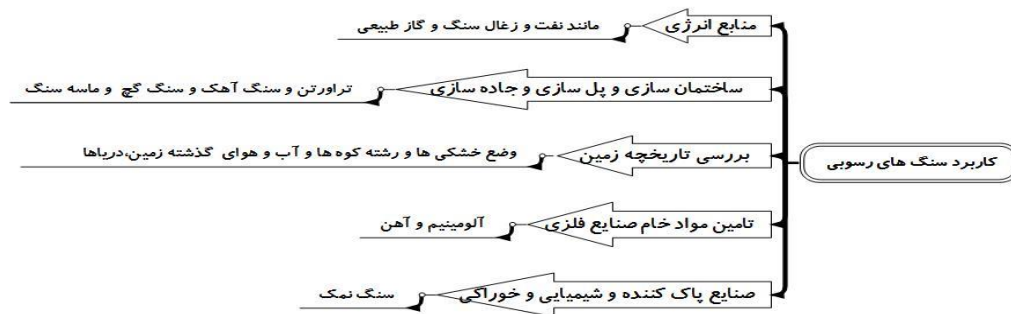 کاربرد سنگ های رسوبی
منابع انرژی
مانند نفت و زغال سنگ و گاز طبیعی
ساختمان سازی و پل سازی و جاده سازی
تراورتن و سنگ آهک و سنگ گچ و ماسه سنگ
بررسی تاریخچه زمین
وضع خشکی ها و رشته کوه ها و آب و هوای گذشته زمین،دریاها
تامین مواد خام صنایع فلزی
آلومینیم و آهن
صنایع پاک کننده و شیمیایی و خوراکی
سنگ نمک